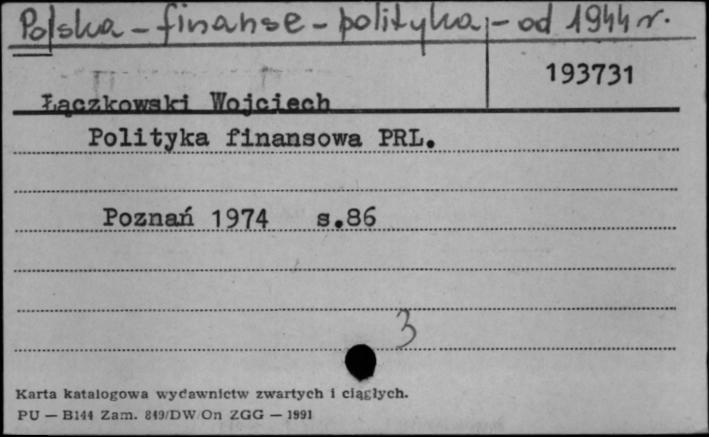 Polska - finanse - polityka - od 1944 r.
193731
Łączkowski Wojciech
Polityka finansowa PRL.
Poznań 1974 s.86
3
Karta katalogowa wydawnictw zwartych i ciągłych.
PU — B144 Zam. 849/DW/On ZGG — 1991